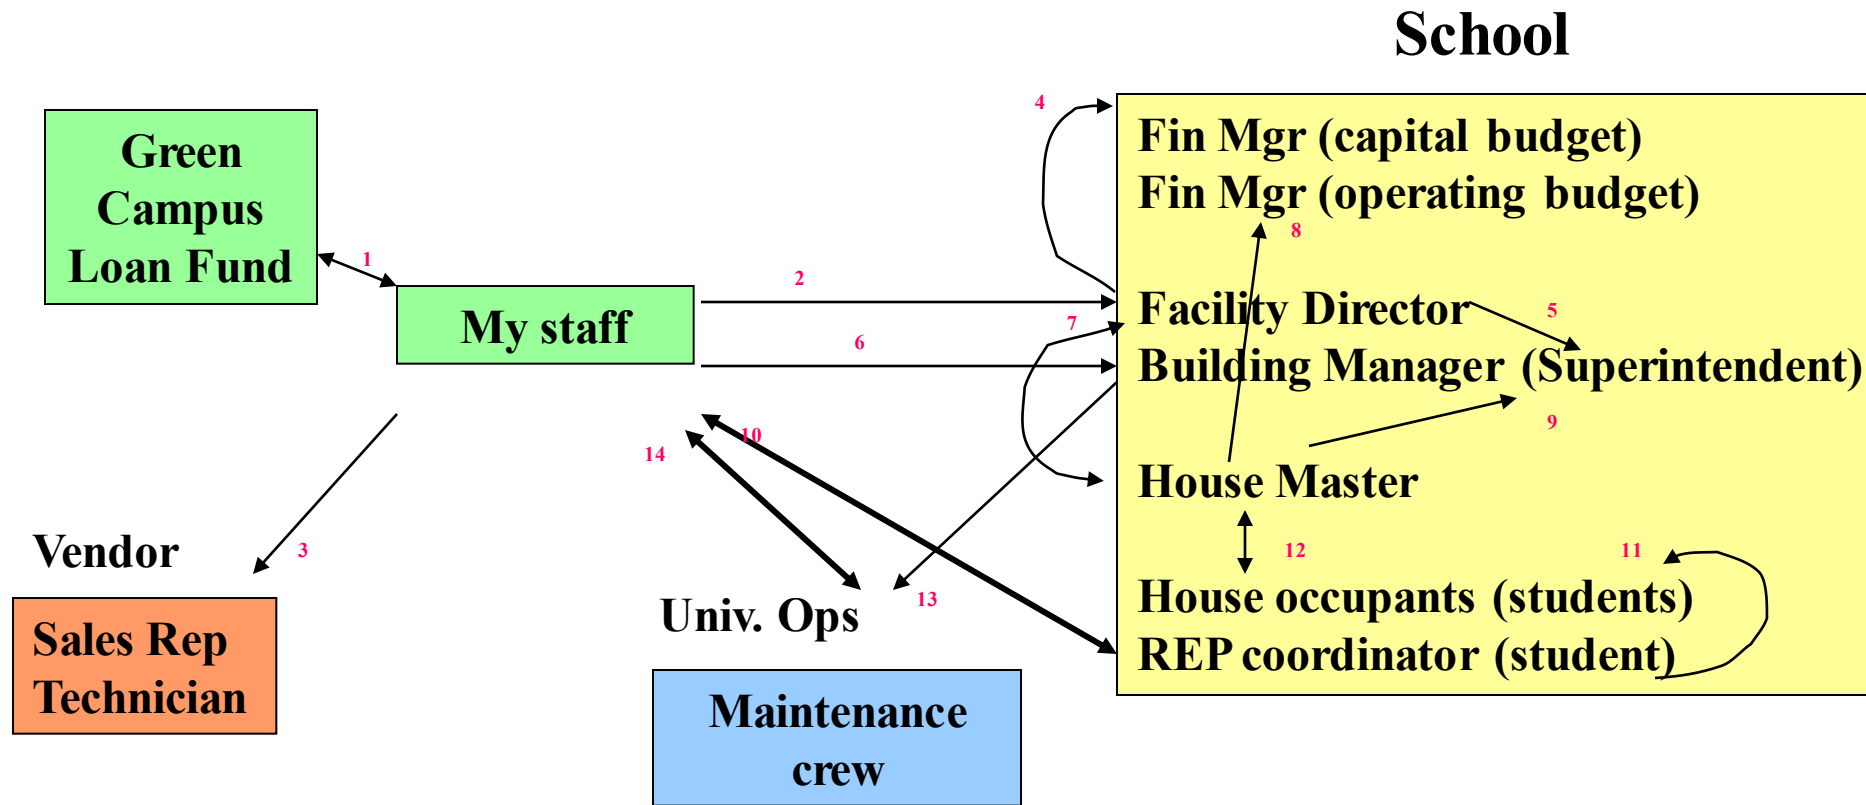 School
Green
Campus
Loan Fund
1
My staff
2
6
4
7
Fin Mgr (capital budget)
Fin Mgr (operating budget)
8
Facility Director
5
Building Manager (Superintendent)
9
House Master
12
11
House occupants (students)
REP coordinator (student)
10
14
13
3
Vendor
Sales Rep
Technician
Univ. Ops
Maintenance
crew